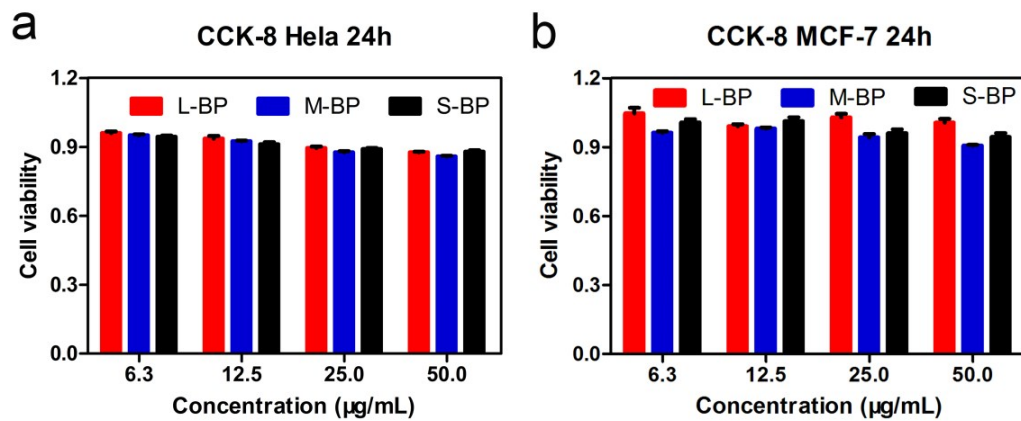 a
CCK-8 Hela 24h
Cell viability
1.2
0.9
0.6
0.3
0.0
L-BP M-BP S-BP
6.3 12.5 25.0 50.0
Concentration (µg/mL)
b
CCK-8 MCF-7 24h
Cell viability
1.2
0.9
0.6
0.3
0.0
L-BP M-BP S-BP
6.3 12.5 25.0 50.0
Concentration (µg/mL)